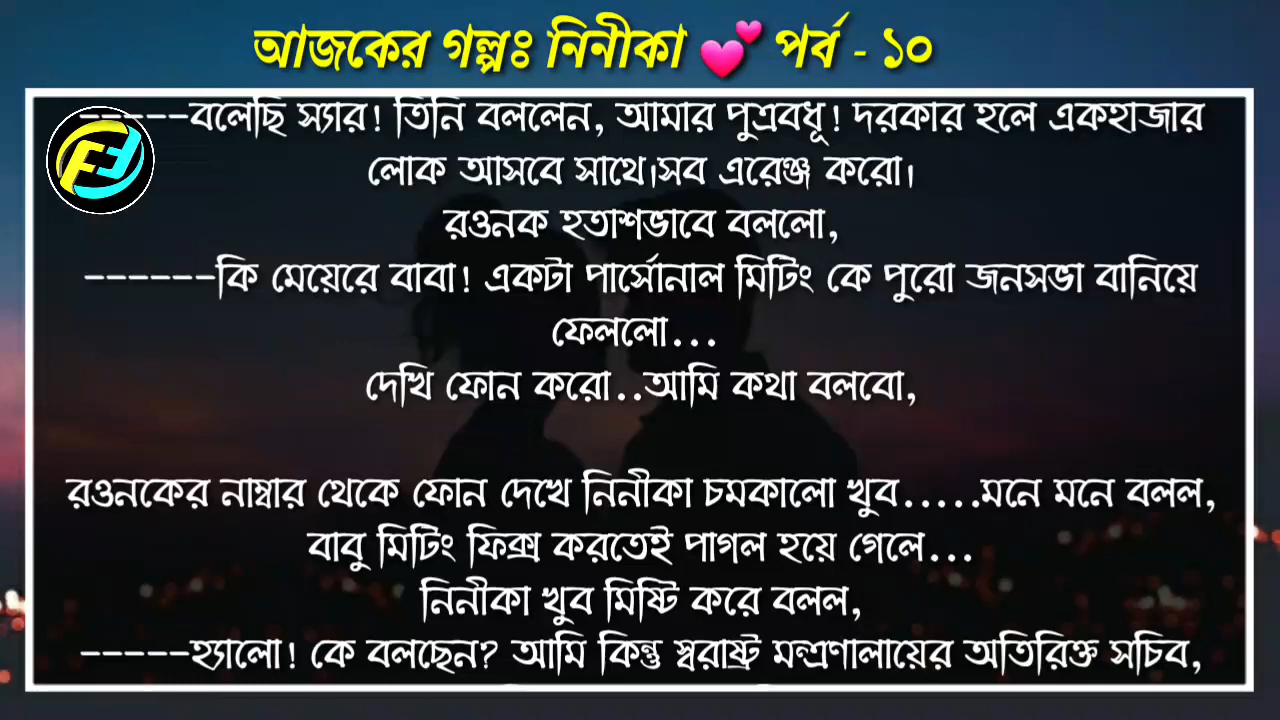 আজকের গল্পঃ নিনীকা 💕 পর্ব - ১০
-----বলেছি স্যার! তিনি বললেন, আমার পুত্রবধূ! দরকার হলে একহাজার
লোক আসবে সাথে।সব এরেঞ্জ করো।
রওনক হতাশভাবে বললো,
------কি মেয়েরে বাবা! একটা পার্সোনাল মিটিং কে পুরো জনসভা বানিয়ে
ফেললো...
দেখি ফোন করো..আমি কথা বলবো,
রওনকের নাম্বার থেকে ফোন দেখে নিনীকা চমকালো খুব.....মনে মনে বলল,
বাবু মিটিং ফিক্স করতেই পাগল হয়ে গেলে...
নিনীকা খুব মিষ্টি করে বলল,
-----হ্যালো! কে বলছেন? আমি কিন্তু স্বরাষ্ট্র মন্ত্রণালায়ের অতিরিক্ত সচিব,